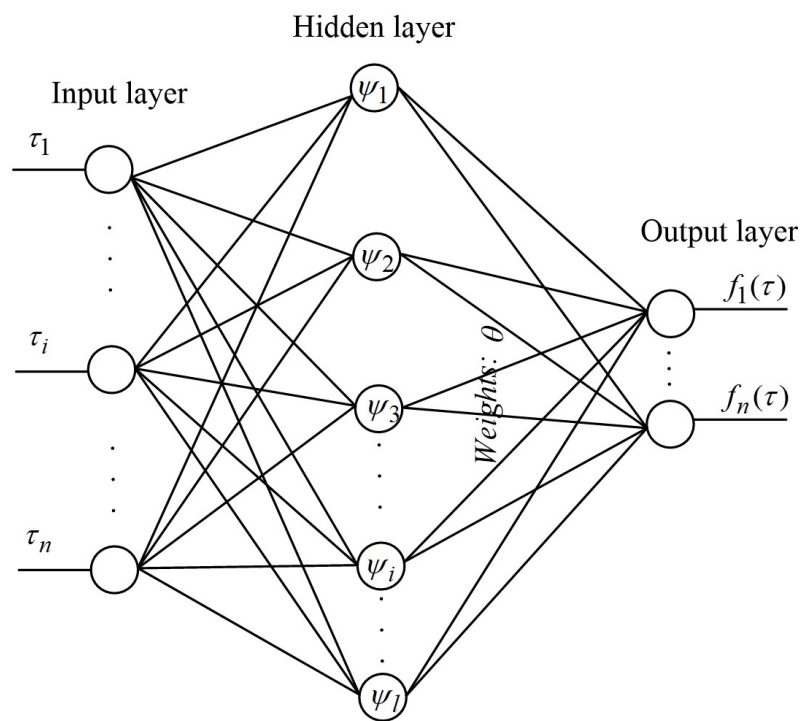 Hidden layer
Input layer
Output layer
τ₁
τᵢ
τₙ
ψ₁
ψ₂
ψ₃
ψᵢ
ψₗ
Weights: θ
f₁(τ)
fₙ(τ)